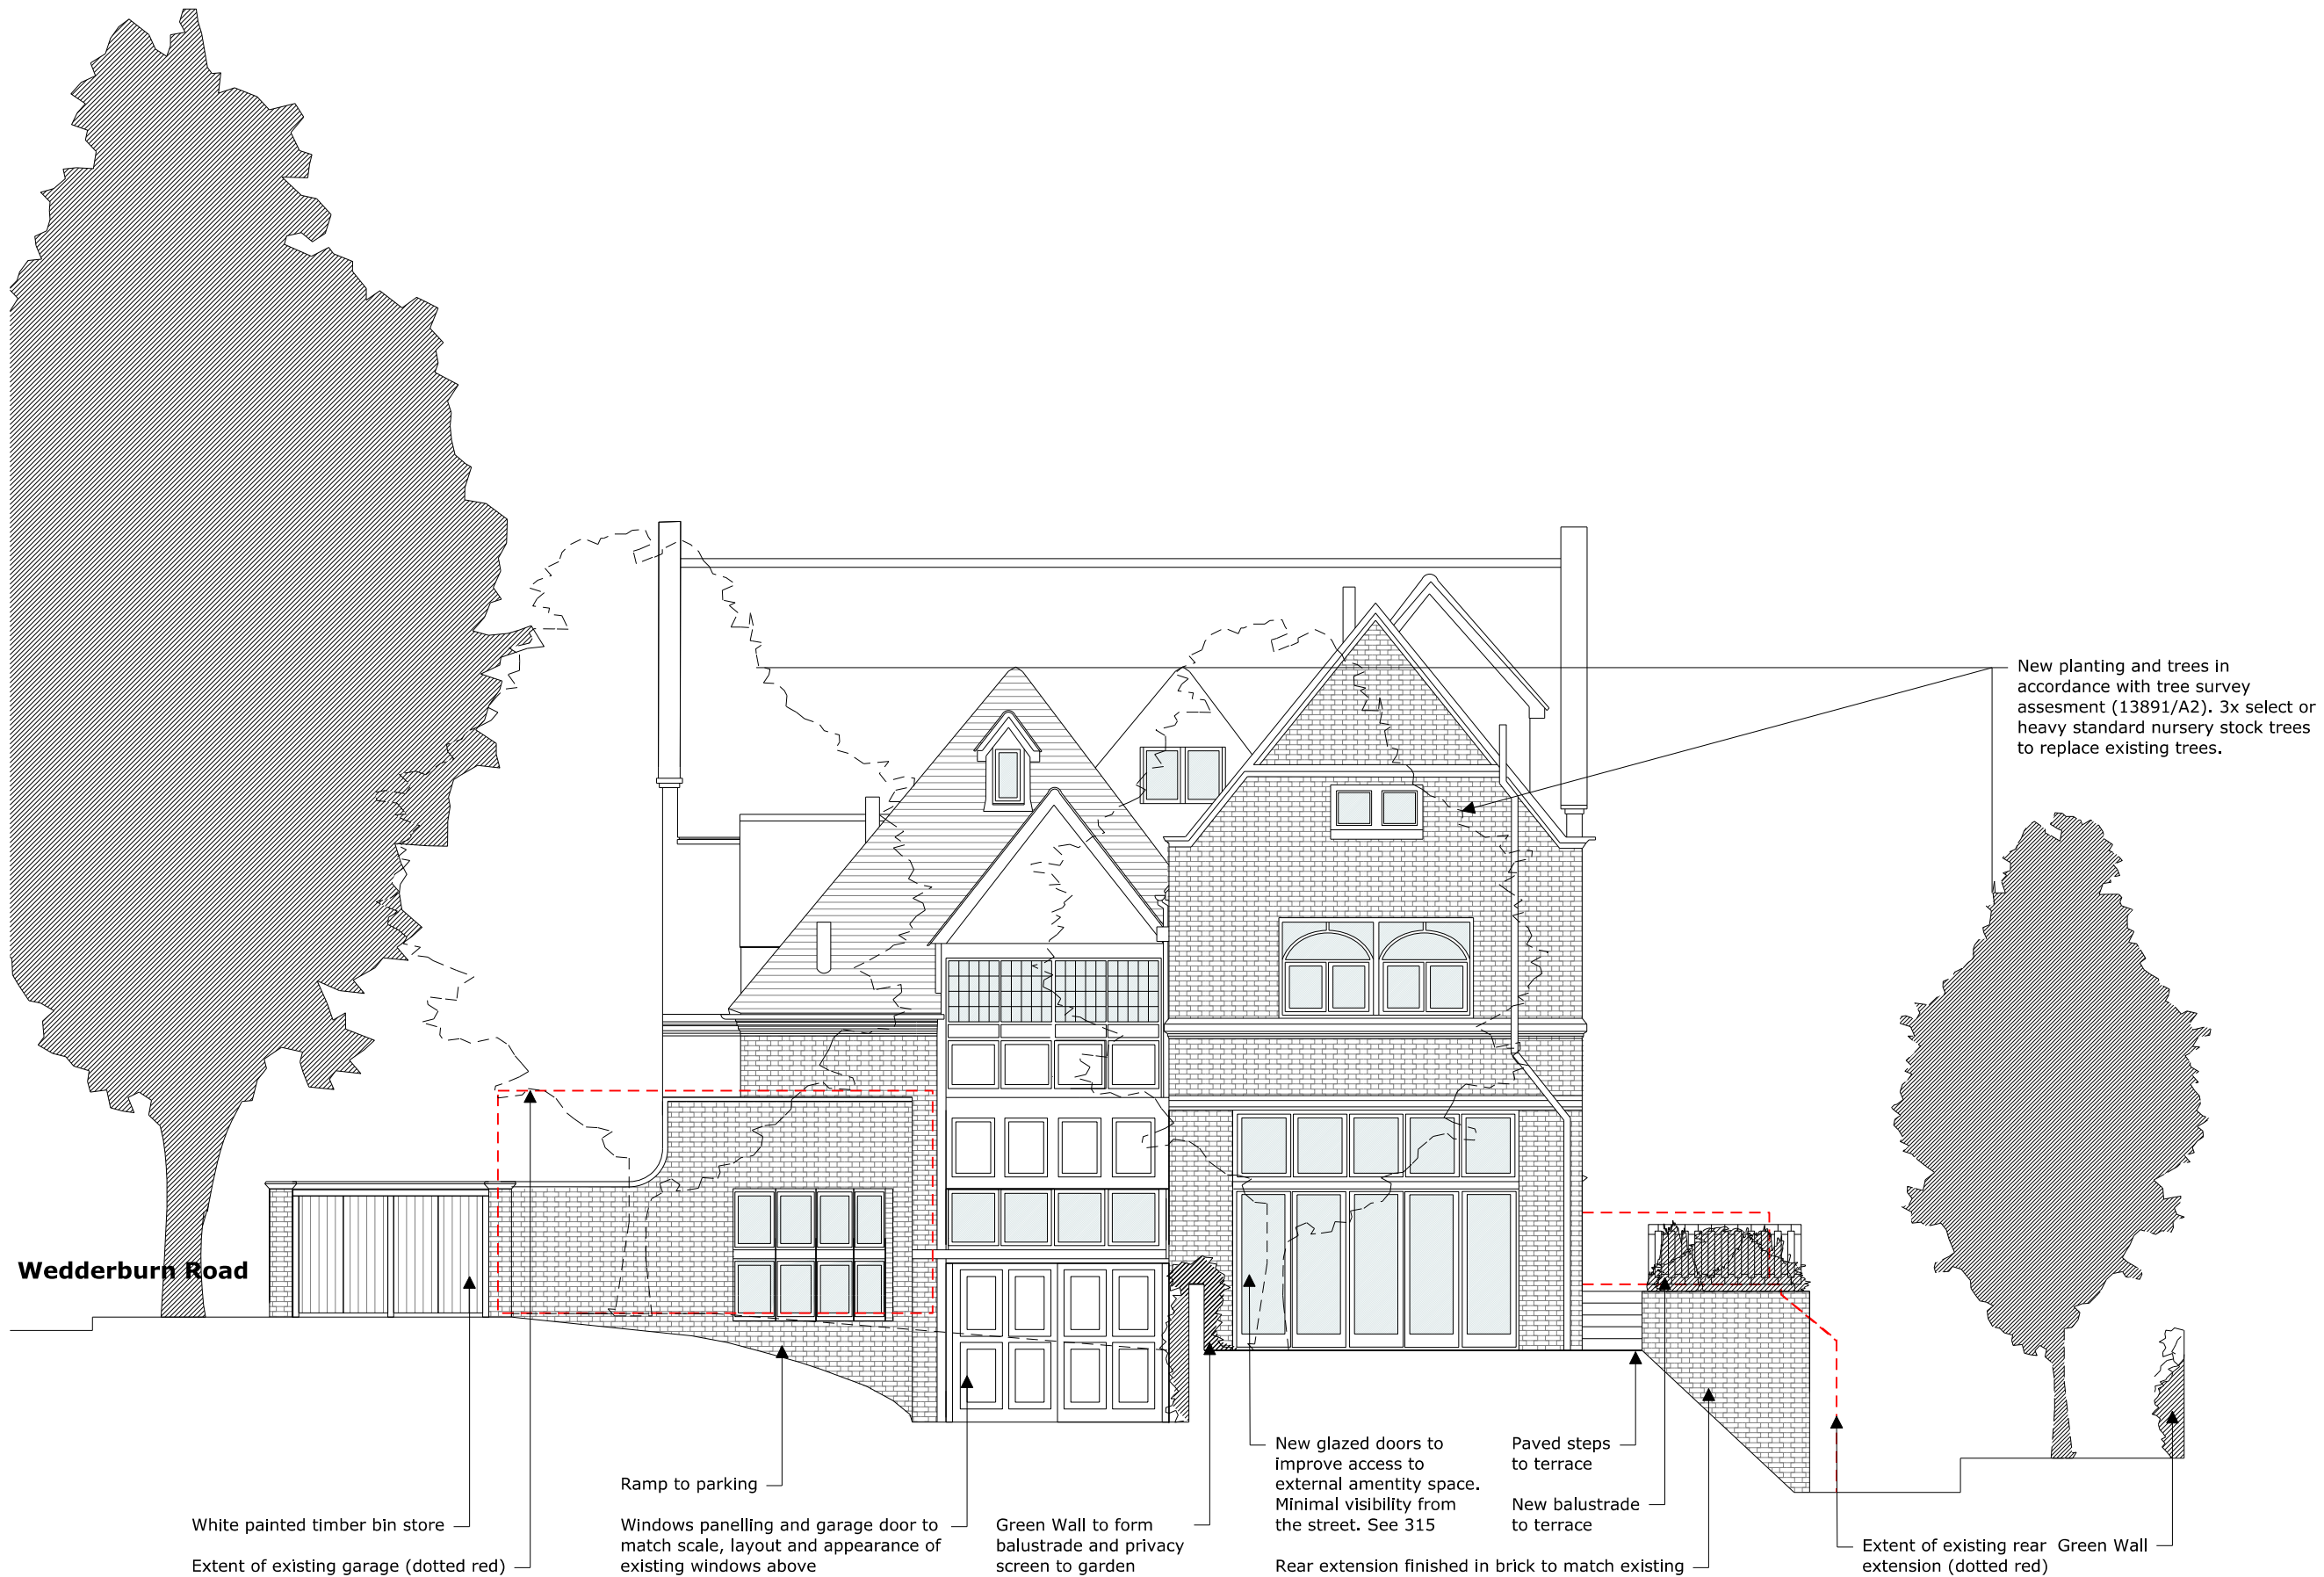 New planting and trees in
accordance with tree survey
assesment (13891/A2). 3x select or
heavy standard nursery stock trees
to replace existing trees.
Wedderburn Road
White painted timber bin store
Extent of existing garage (dotted red)
Ramp to parking
Windows panelling and garage door to
match scale, layout and appearance of
existing windows above
Green Wall to form
balustrade and privacy
screen to garden
New glazed doors to
improve access to
external amentity space.
Minimal visibility from
the street. See 315
Paved steps
to terrace
New balustrade
to terrace
Rear extension finished in brick to match existing
Extent of existing rear
extension (dotted red)
Green Wall